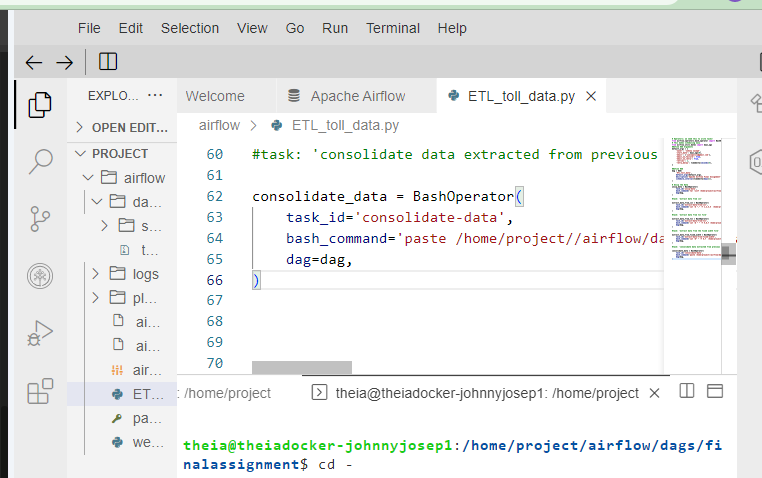 File Edit Selection View Go Run Terminal Help
EXPLO... ...
Welcome
Apache Airflow
ETL_toll_data.py
OPEN EDIT...
PROJECT
airflow
da...
s...
t...
logs
pl...
ai...
ai...
air...
ET...
pa...
we...
airflow > ETL_toll_data.py
60 #task: 'consolidate data extracted from previous
61
62 consolidate_data = BashOperator(
63 task_id='consolidate-data',
64 bash_command='paste /home/project//airflow/da
65 dag=dag,
66 )
67
68
69
70
: /home/project
theia@theiadocker-johnnyjosep1: /home/project
theia@theiadocker-johnnyjosep1:/home/project/airflow/dags/fi
nalassignment$ cd -